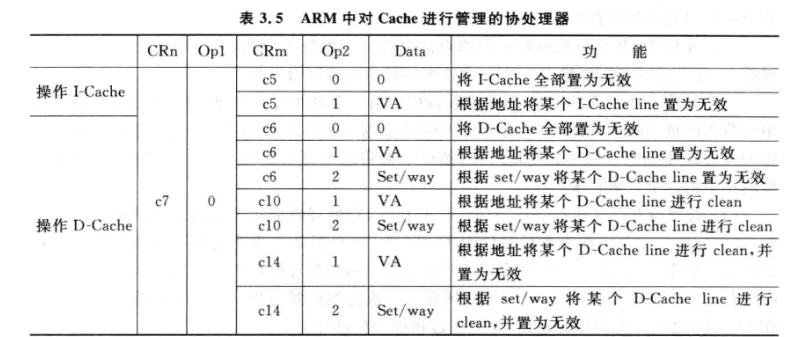 表 3.5 ARM 中对 Cache 进行管理的协处理器
CRn Op1 CRm Op2 Data 功 能
操作 I-Cache
c5 0 0 将 I-Cache 全部置为无效
c5 1 VA 根据地址将某个 I-Cache line 置为无效
操作 D-Cache
c7 0
c6 0 0 将 D-Cache 全部置为无效
c6 1 VA 根据地址将某个 D-Cache line 置为无效
c6 2 Set/way 根据 set/way 将某个 D-Cache line 置为无效
c10 1 VA 根据地址将某个 D-Cache line 进行 clean
c10 2 Set/way 根据 set/way 将某个 D-Cache line 进行 clean
c14 1 VA 根据地址将某个 D-Cache line 进行 clean,并
置为无效
c14 2 Set/way 根据 set/way 将某个 D-Cache line 进行
clean,并置为无效